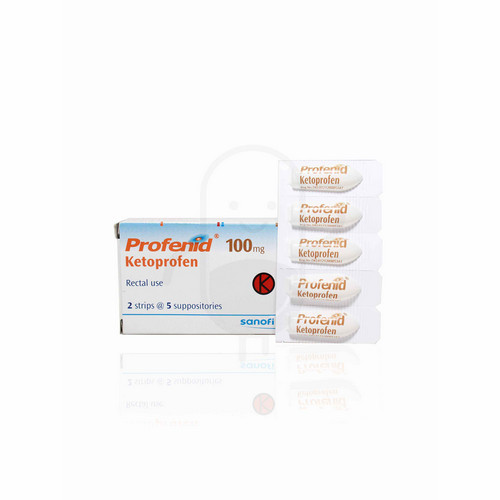 Profenid® 100mg
Ketoprofen
Rectal use
K
2 strips @ 5 suppositories
sanofi
Profenid
Ketoprofen
Profenid
Ketoprofen
Profenid
Ketoprofen
Profenid
Ketoprofen
Profenid
Ketoprofen